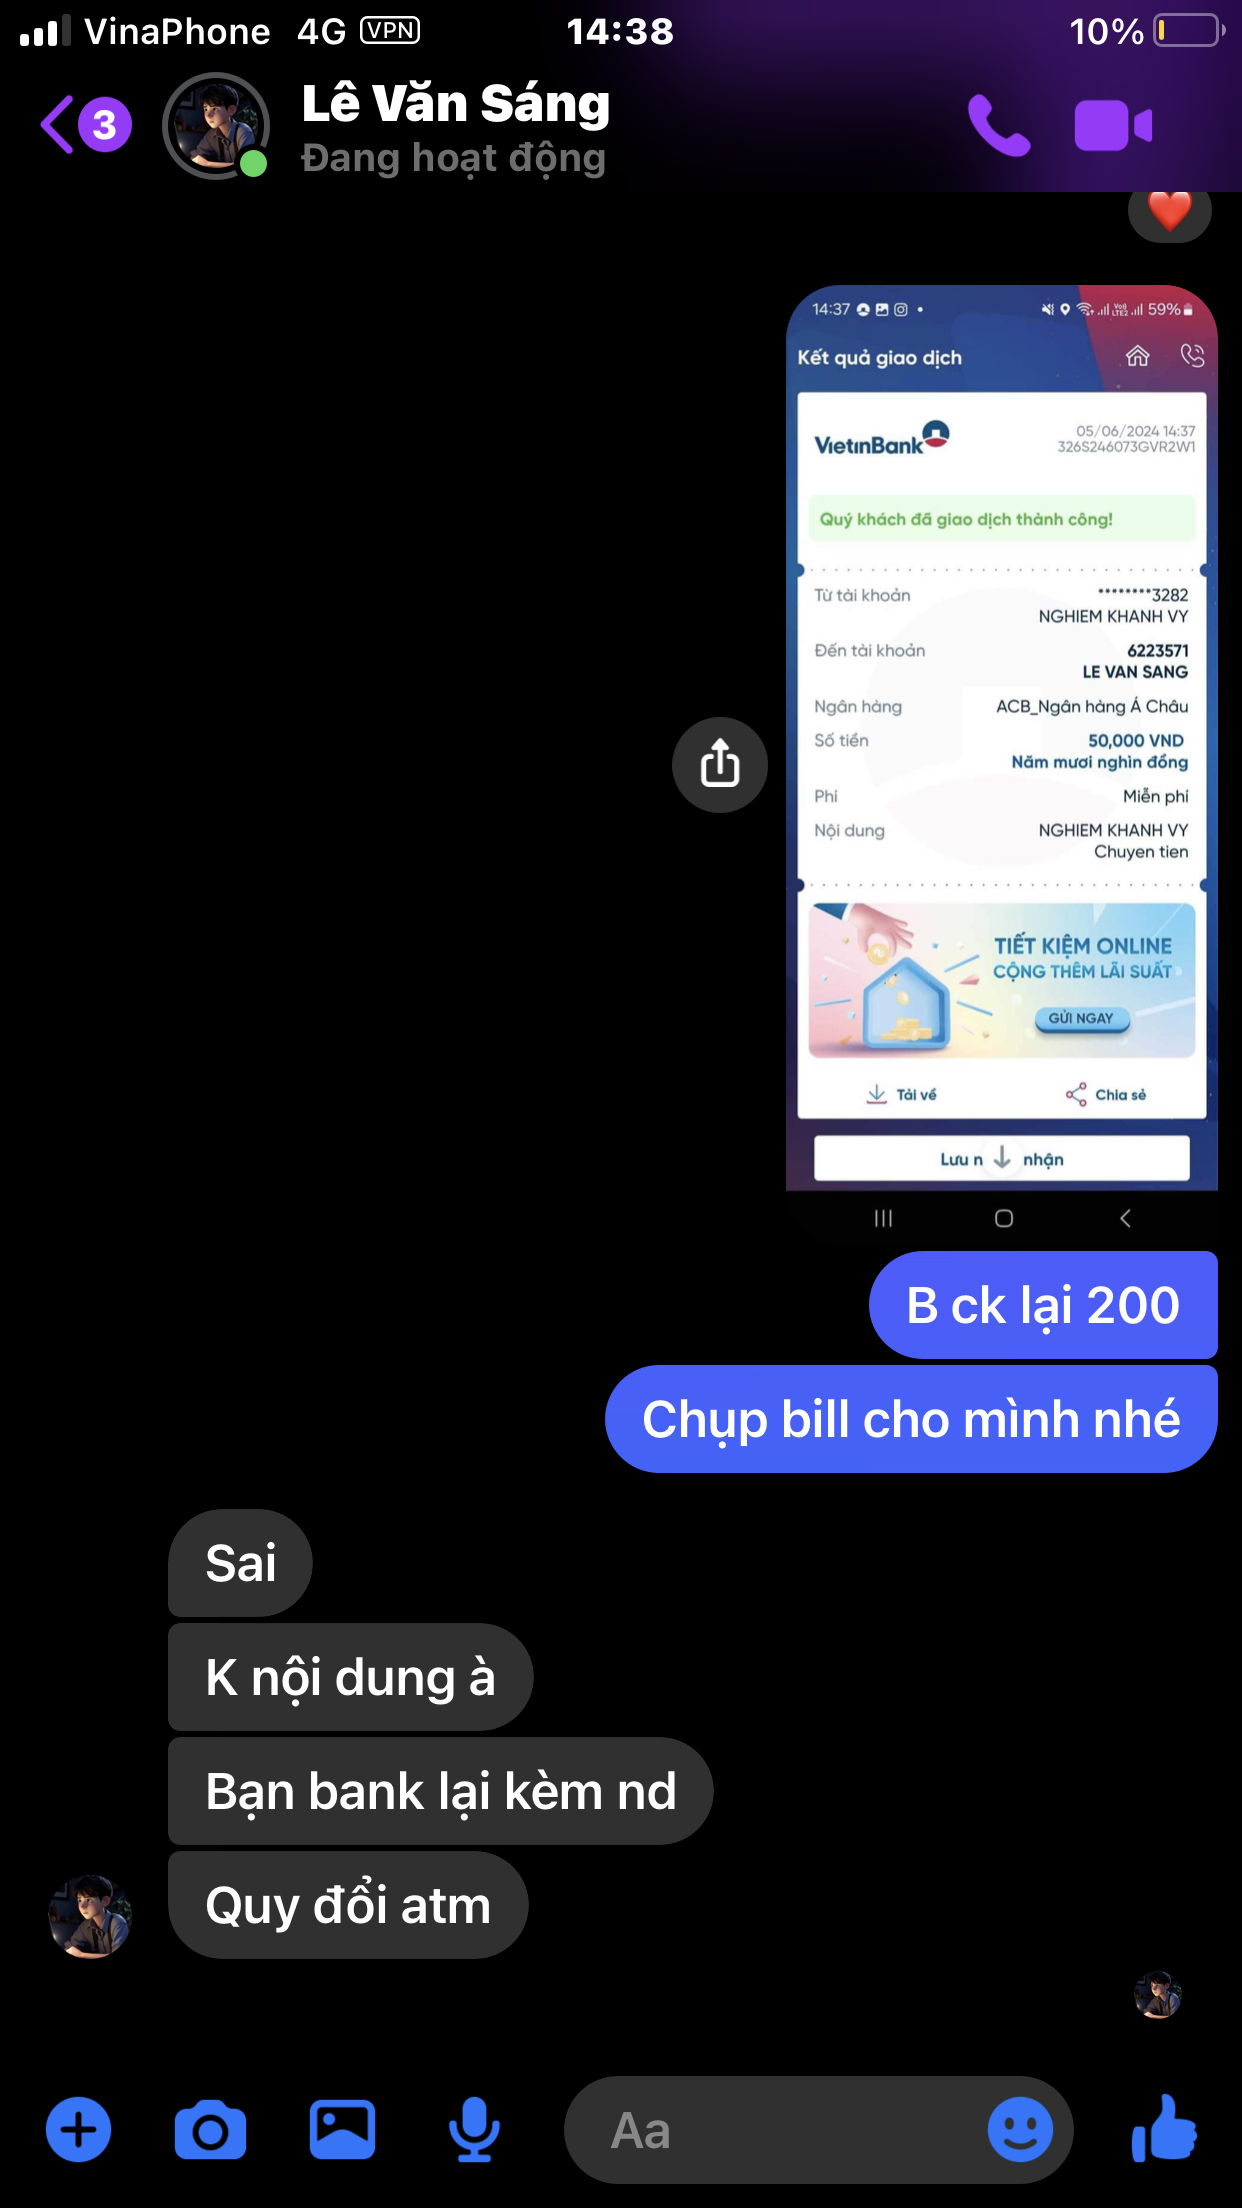 VinaPhone 4G VPN 14:38 10%
3 Lê Văn Sáng
Đang hoạt động
14:37 59%
Kết quả giao dịch
VietinBank
05/06/2024 14:37
326S246073GVR2W1
Quý khách đã giao dịch thành công!
Từ tài khoản ********3282
NGHIEM KHANH VY
Đến tài khoản 6223571
LE VAN SANG
Ngân hàng ACB_Ngân hàng Á Châu
Số tiền 50,000 VND
Năm mươi nghìn đồng
Phí Miễn phí
Nội dung NGHIEM KHANH VY
Chuyen tien
TIẾT KIỆM ONLINE
CỘNG THÊM LÃI SUẤT
GỬI NGAY
Tải về Chia sẻ
Lưu n nhận
B ck lại 200
Chụp bill cho mình nhé
Sai
K nội dung à
Bạn bank lại kèm nd
Quy đổi atm
Aa